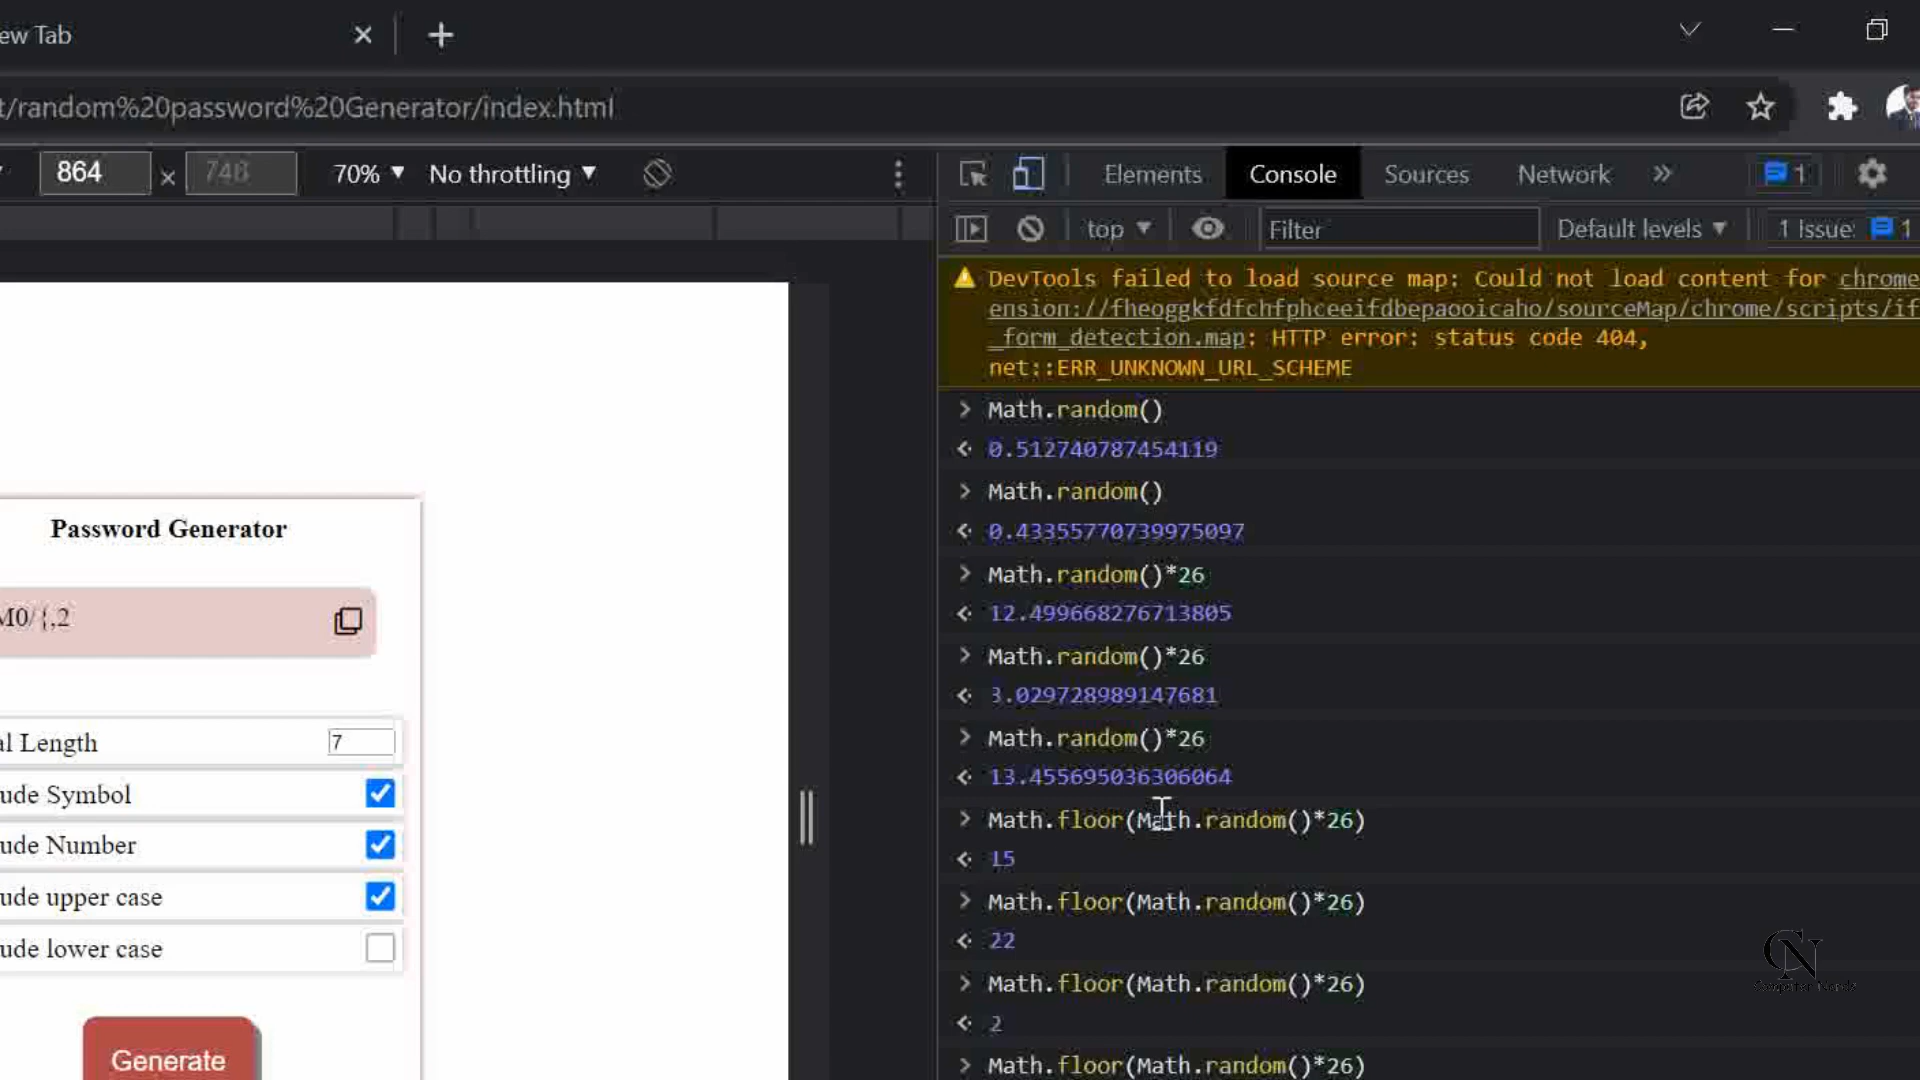 ew Tab
t/random%20password%20Generator/index.html
864 × 746 70% No throttling
Elements Console Sources Network 1
top Filter Default levels 1 Issue: 1
DevTools failed to load source map: Could not load content for chrome
ension://fheoggkfdfchfphceeifdbepaooicaho/sourceMap/chrome/scripts/if
_form_detection.map: HTTP error: status code 404,
net::ERR_UNKNOWN_URL_SCHEME
Math.random()
0.512740787454119
Math.random()
0.43355770739975097
Math.random()*26
12.499668276713805
Math.random()*26
3.029728989147681
Math.random()*26
13.455695036306064
Math.floor(Math.random()*26)
15
Math.floor(Math.random()*26)
22
Math.floor(Math.random()*26)
2
Math.floor(Math.random()*26)
Password Generator
M0/{,2
al Length 7
ude Symbol
ude Number
ude upper case
ude lower case
Generate
CN